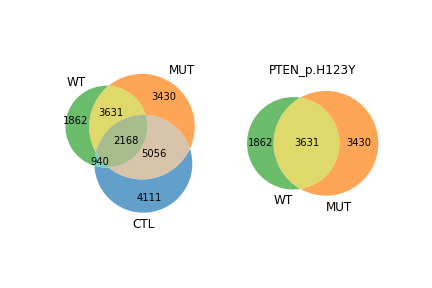 WT
MUT
3430
3631
1862
2168
940
5056
4111
CTL
PTEN_p.H123Y
1862
3631
3430
WT
MUT